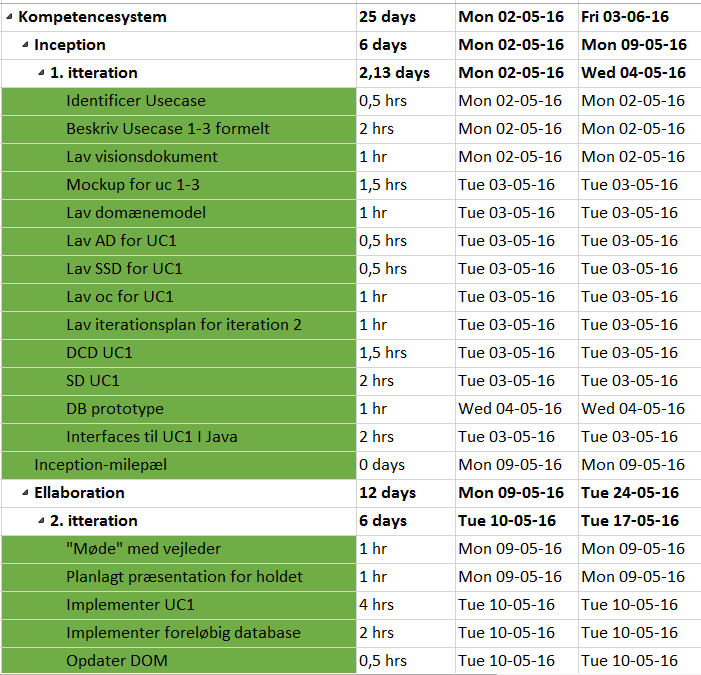 Kompetencesystem 25 days Mon 02-05-16 Fri 03-06-16
Inception 6 days Mon 02-05-16 Mon 09-05-16
1. itteration 2,13 days Mon 02-05-16 Wed 04-05-16
Identificer Usecase 0,5 hrs Mon 02-05-16 Mon 02-05-16
Beskriv Usecase 1-3 formelt 2 hrs Mon 02-05-16 Mon 02-05-16
Lav visionsdokument 1 hr Mon 02-05-16 Mon 02-05-16
Mockup for uc 1-3 1,5 hrs Tue 03-05-16 Tue 03-05-16
Lav domænemodel 1 hr Tue 03-05-16 Tue 03-05-16
Lav AD for UC1 0,5 hrs Tue 03-05-16 Tue 03-05-16
Lav SSD for UC1 0,5 hrs Tue 03-05-16 Tue 03-05-16
Lav oc for UC1 1 hr Tue 03-05-16 Tue 03-05-16
Lav iterationsplan for iteration 2 1 hr Tue 03-05-16 Tue 03-05-16
DCD UC1 1,5 hrs Tue 03-05-16 Tue 03-05-16
SD UC1 2 hrs Tue 03-05-16 Tue 03-05-16
DB prototype 1 hr Wed 04-05-16 Wed 04-05-16
Interfaces til UC1 I Java 2 hrs Tue 03-05-16 Tue 03-05-16
Inception-milepæl 0 days Mon 09-05-16 Mon 09-05-16
Ellaboration 12 days Mon 09-05-16 Tue 24-05-16
2. itteration 6 days Tue 10-05-16 Tue 17-05-16
"Møde" med vejleder 1 hr Mon 09-05-16 Mon 09-05-16
Planlagt præsentation for holdet 1 hr Mon 09-05-16 Mon 09-05-16
Implementer UC1 4 hrs Tue 10-05-16 Tue 10-05-16
Implementer foreløbig database 2 hrs Tue 10-05-16 Tue 10-05-16
Opdater DOM 0,5 hrs Tue 10-05-16 Tue 10-05-16